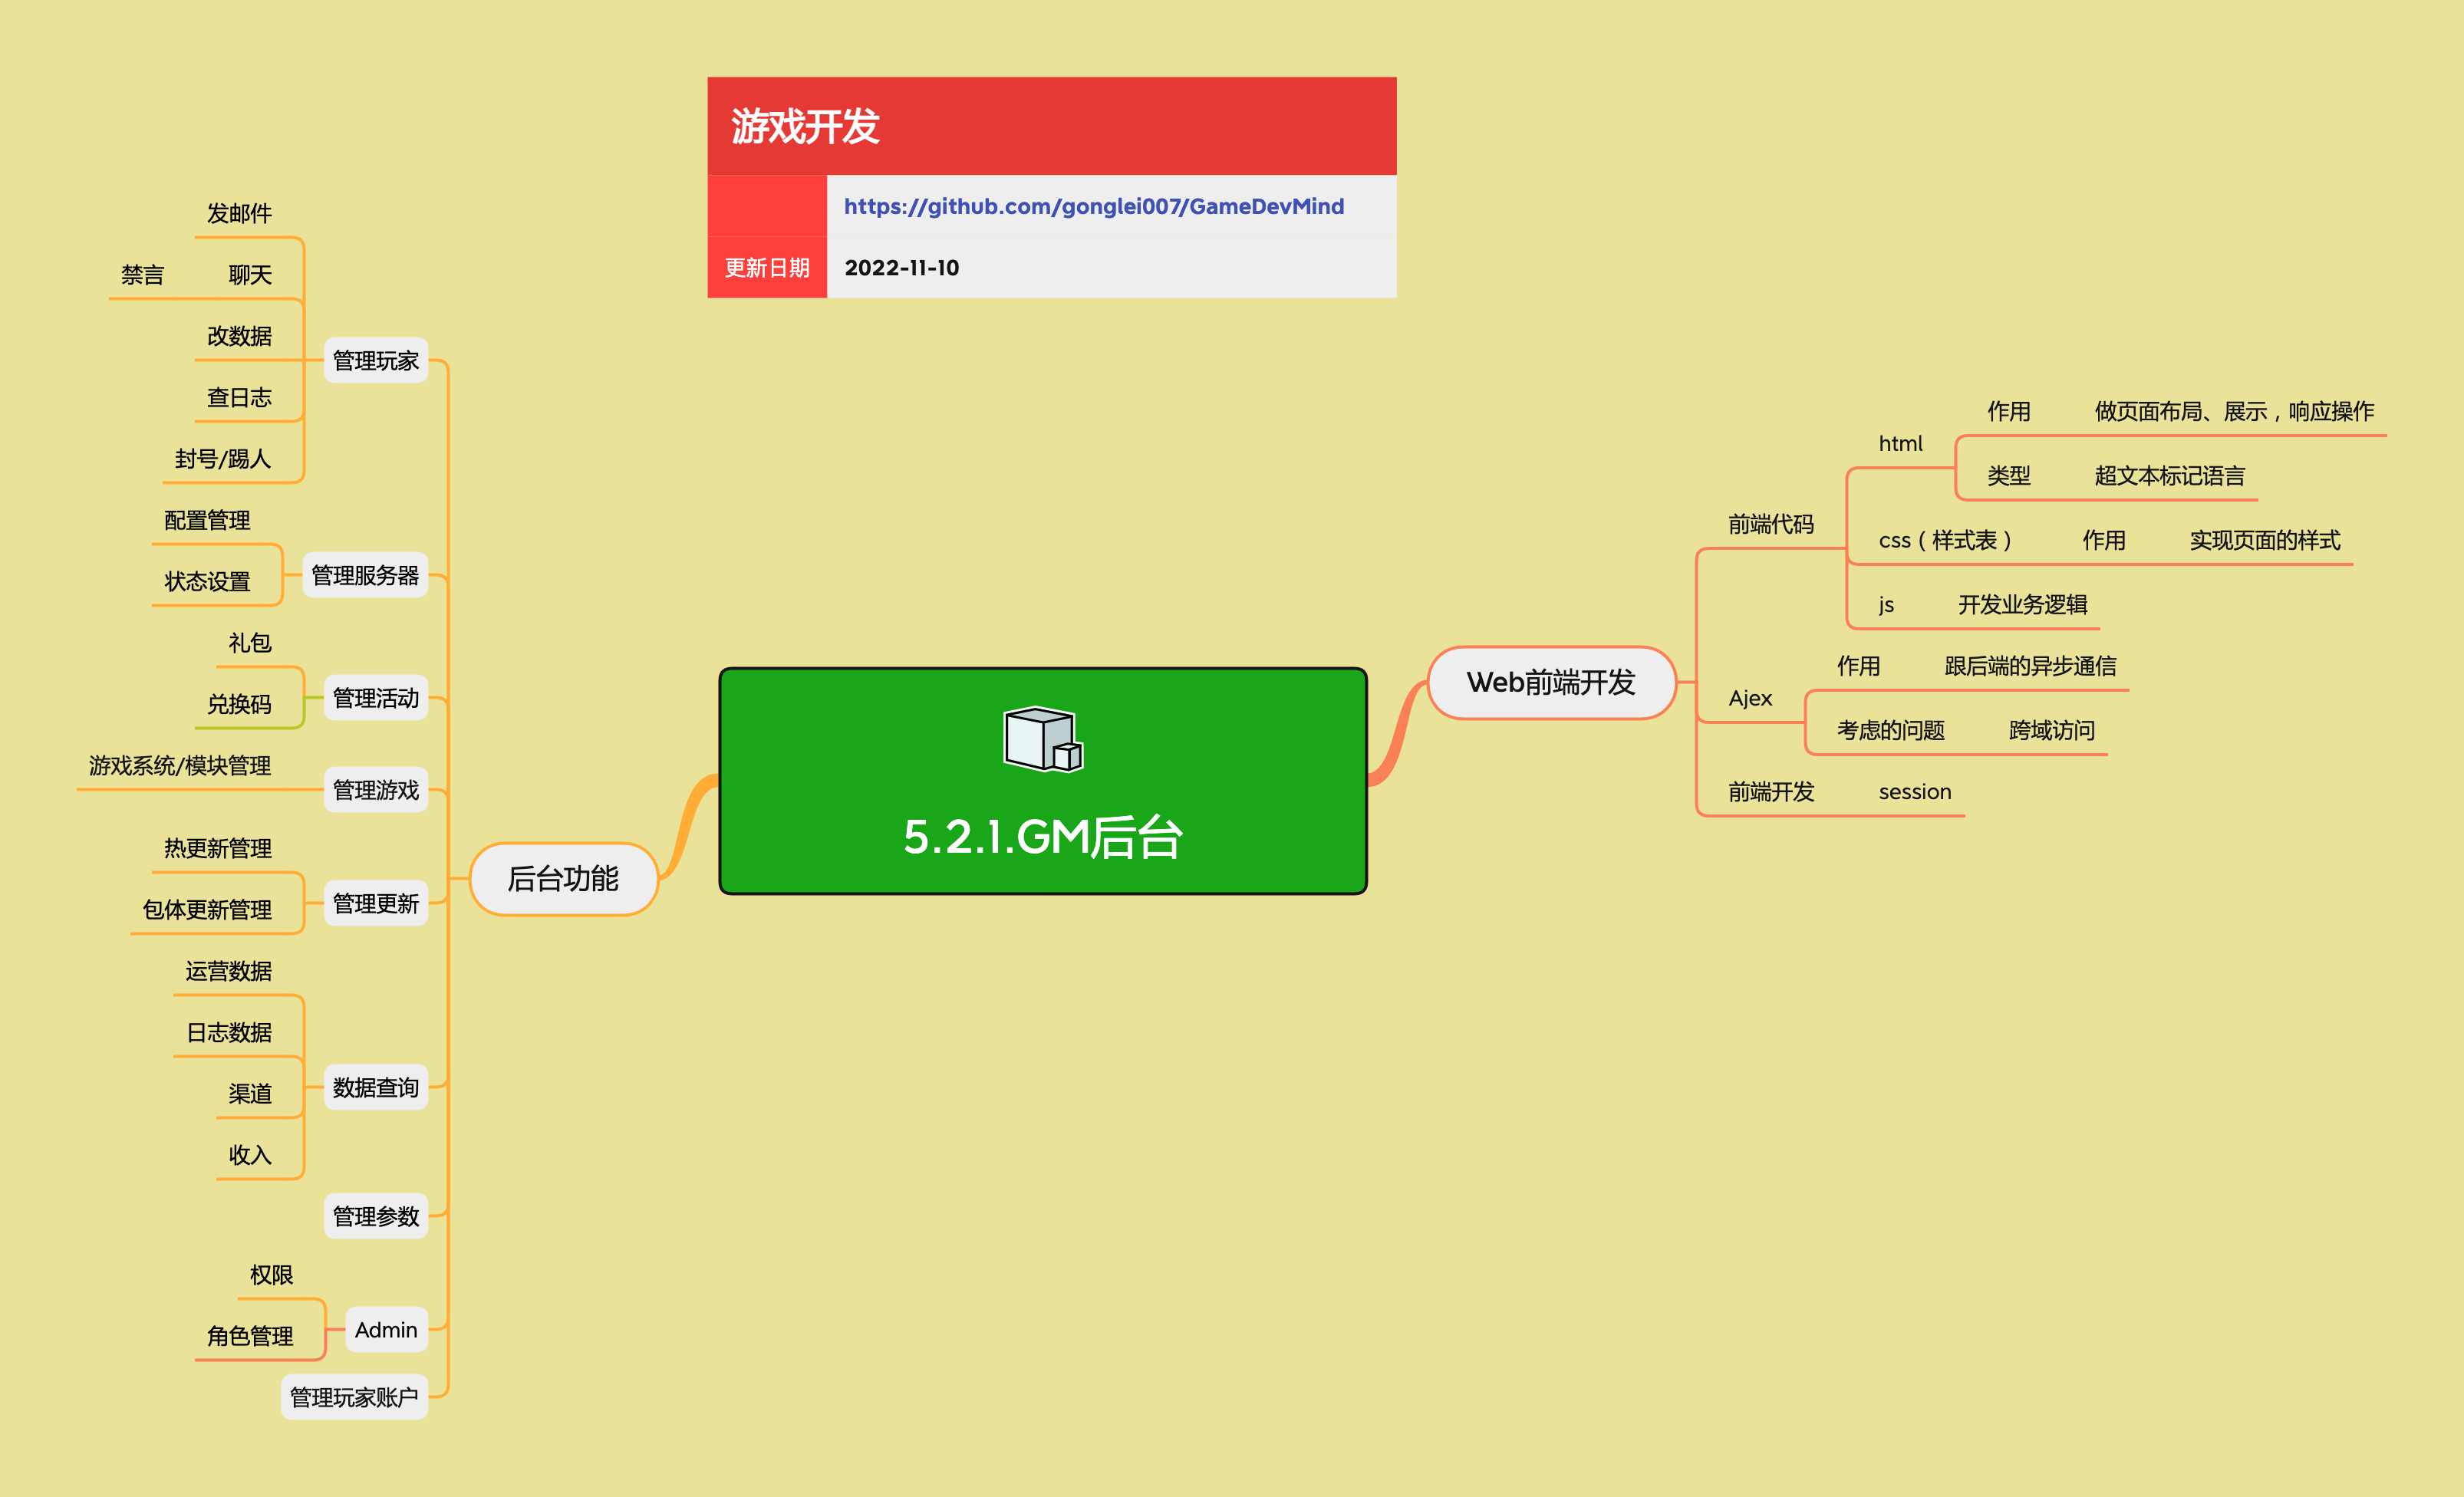 游戏开发
https://github.com/gonglei007/GameDevMind
更新日期 2022-11-10
5.2.1.GM后台
Web前端开发
前端代码
html
作用 做页面布局、展示，响应操作
类型 超文本标记语言
css（样式表） 作用 实现页面的样式
js 开发业务逻辑
Ajex
作用 跟后端的异步通信
考虑的问题 跨域访问
前端开发 session
后台功能
管理玩家
发邮件
禁言 聊天
改数据
查日志
封号/踢人
管理服务器
配置管理
状态设置
管理活动
礼包
兑换码
管理游戏
游戏系统/模块管理
管理更新
热更新管理
包体更新管理
数据查询
运营数据
日志数据
渠道
收入
管理参数
Admin
权限
角色管理
管理玩家账户